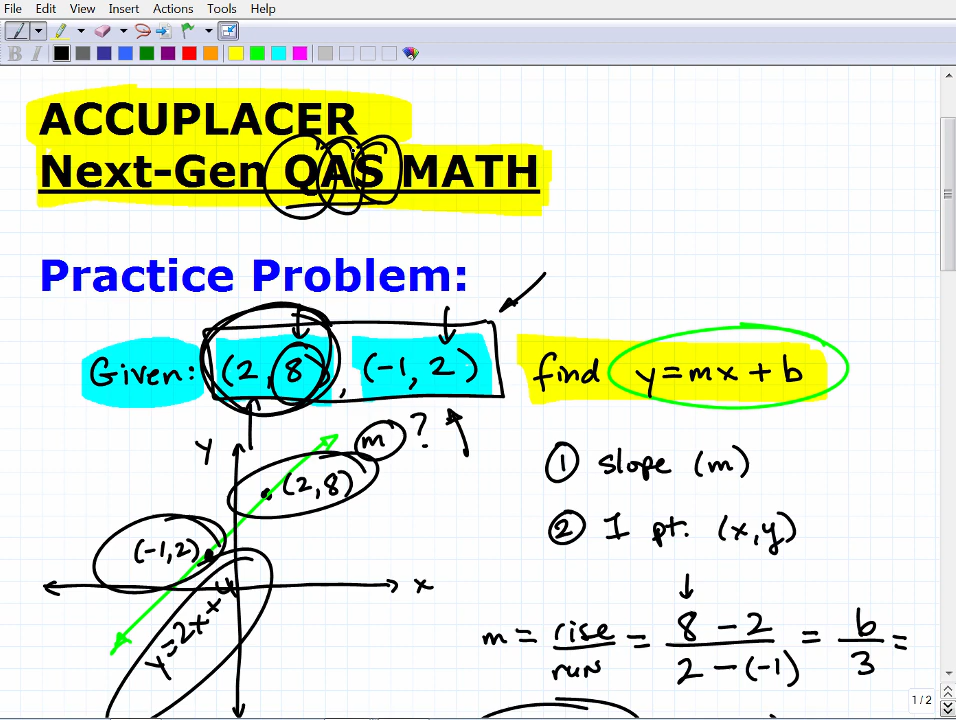 File Edit View Insert Actions Tools Help
B I
ACCUPLACER
Next-Gen QAS MATH
Practice Problem:
Given: (2, 8), (-1, 2) find y = mx + b
m ?
y
① slope (m)
(2, 8)
② 1 pt. (x, y)
(-1, 2)
x
y = 2x + 4
m = rise/run = 8 - 2 / 2 - (-1) = 6/3 =
1 / 2